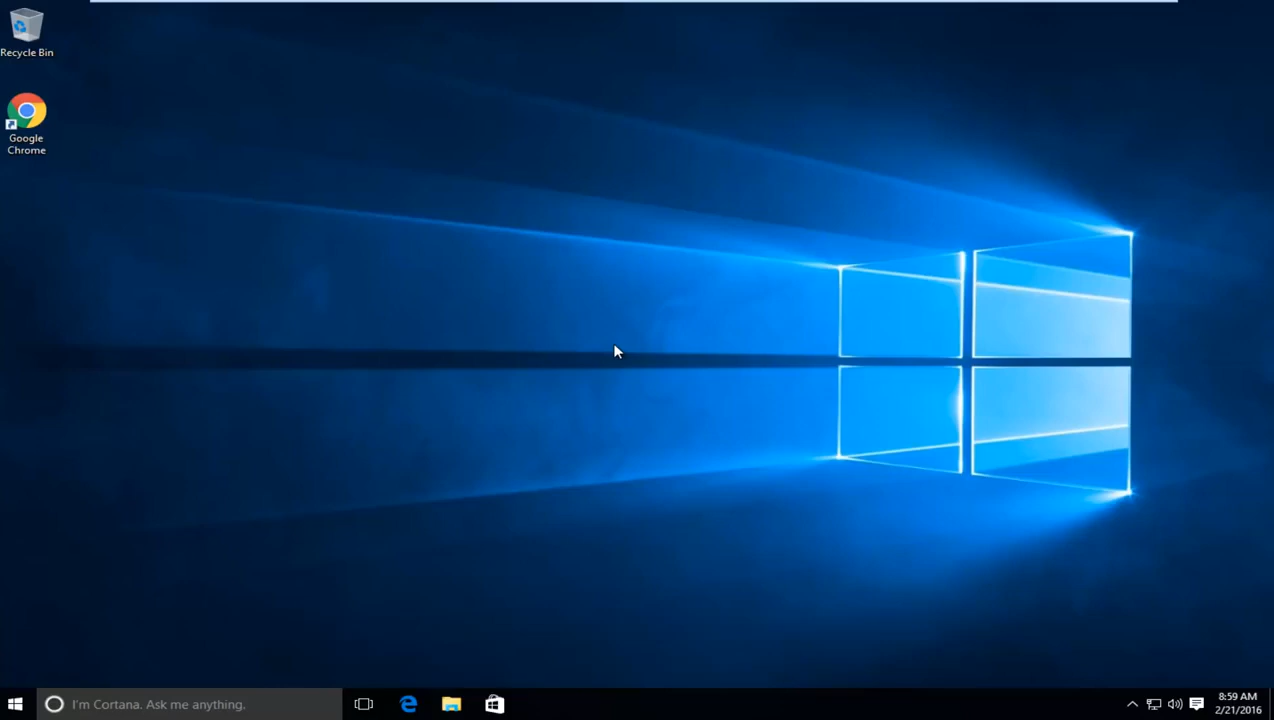 Recycle Bin
Google
Chrome
I'm Cortana. Ask me anything.
8:59 AM
2/21/2016